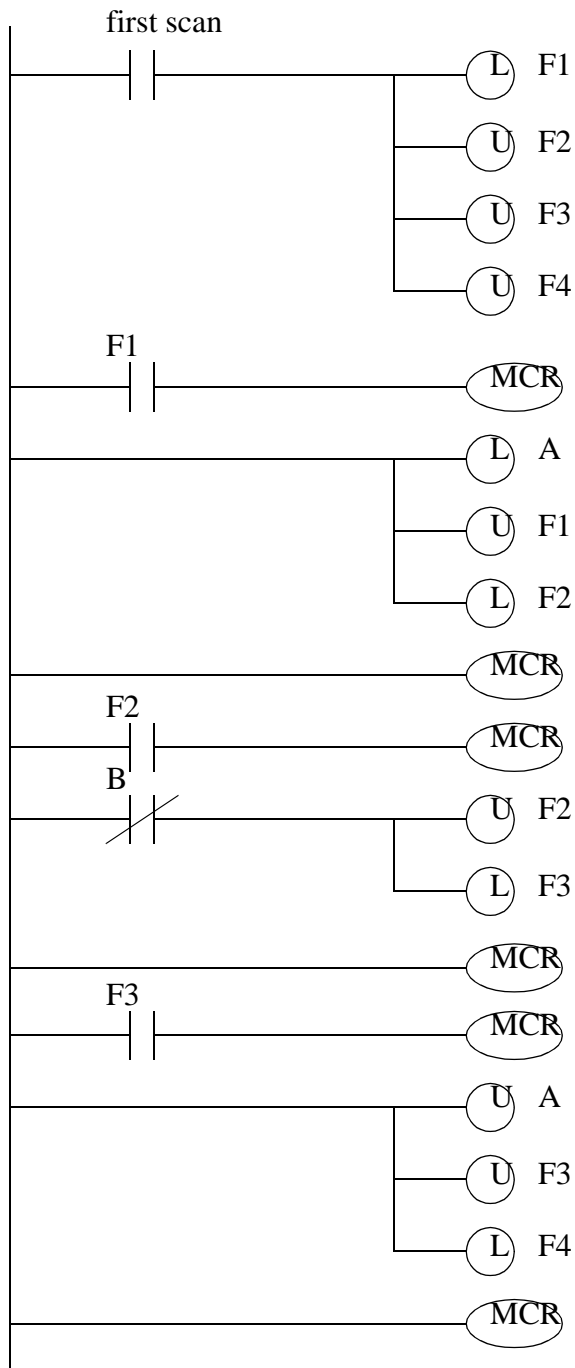 first scan
L F1
U F2
U F3
U F4
F1
MCR
L A
U F1
L F2
MCR
F2
MCR
B
U F2
L F3
MCR
F3
MCR
U A
U F3
L F4
MCR